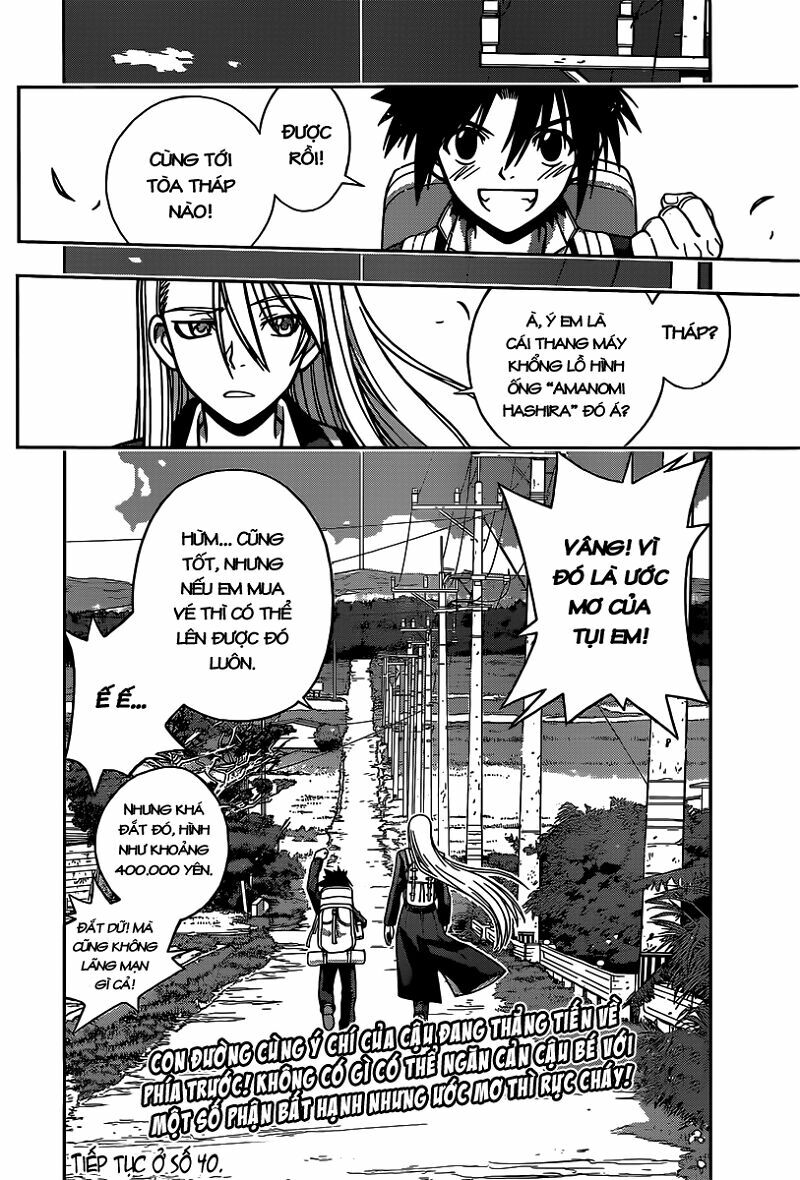 ĐƯỢC
RỒI!
CÙNG TỚI
TÒA THÁP
NÀO!
THÁP?
À, Ý EM LÀ
CÁI THANG MÁY
KHỔNG LỒ HÌNH
ỐNG “AMANOMI
HASHIRA” ĐÓ Á?
VÂNG! VÌ
ĐÓ LÀ ƯỚC
MƠ CỦA
TỤI EM!
HỪM... CŨNG
TỐT, NHƯNG
NẾU EM MUA
VÉ THÌ CÓ THỂ
LÊN ĐƯỢC ĐÓ
LUÔN.
Ế Ế...
NHƯNG KHÁ
ĐẮT ĐÓ, HÌNH
NHƯ KHOẢNG
400.000 YÊN.
ĐẮT DỮ! MÀ
CŨNG KHÔNG
LÃNG MẠN
GÌ CẢ!
CON ĐƯỜNG CÙNG Ý CHÍ CỦA CẬU ĐANG THẲNG TIẾN VỀ
PHÍA TRƯỚC! KHÔNG CÓ GÌ CÓ THỂ NGĂN CẢN CẬU BÉ VỚI
MỘT SỐ PHẬN BẤT HẠNH NHƯNG ƯỚC MƠ THÌ RỰC CHÁY!
TIẾP TỤC Ở SỐ 40.